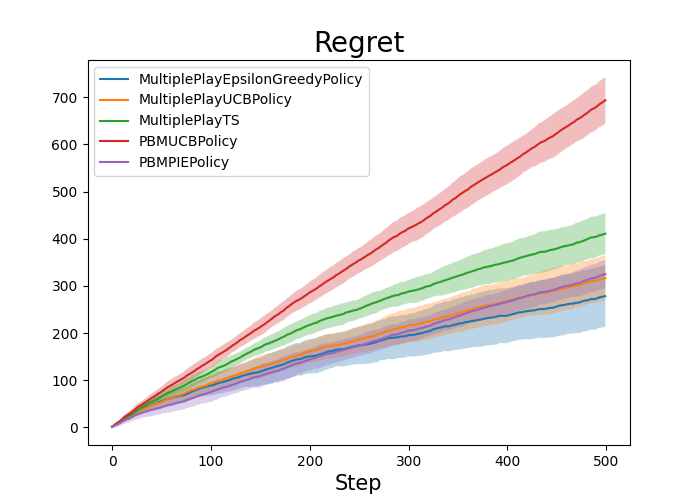 Regret
MultiplePlayEpsilonGreedyPolicy
MultiplePlayUCBPolicy
MultiplePlayTS
PBMUCBPolicy
PBMPIEPolicy
700
600
500
400
300
200
100
0
0 100 200 300 400 500
Step